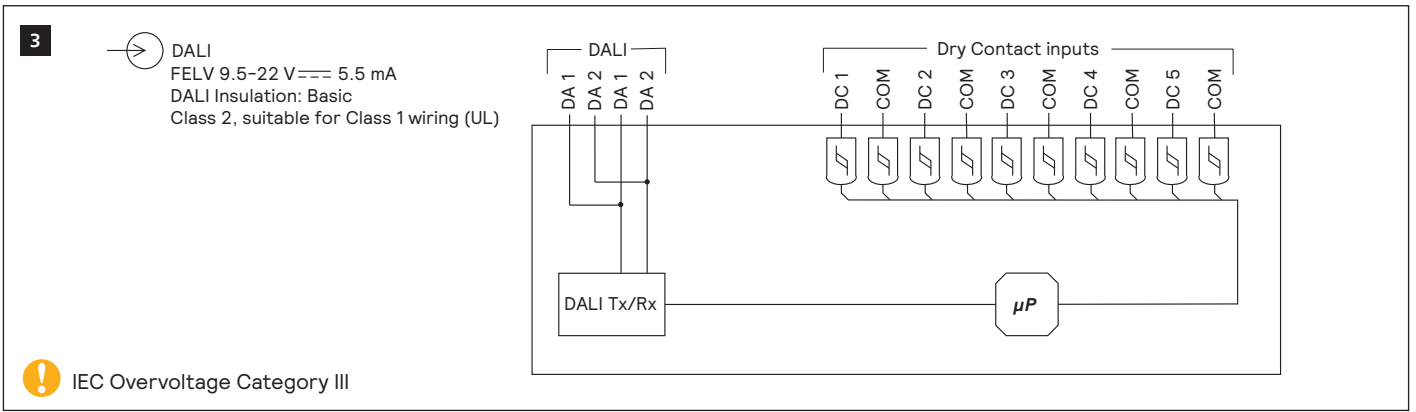 3
DALI
FELV 9.5-22 V⎓ 5.5 mA
DALI Insulation: Basic
Class 2, suitable for Class 1 wiring (UL)
DALI
DA 1
DA 2
DA 1
DA 2
Dry Contact inputs
DC 1
COM
DC 2
COM
DC 3
COM
DC 4
COM
DC 5
COM
DALI Tx/Rx
µP
! IEC Overvoltage Category III